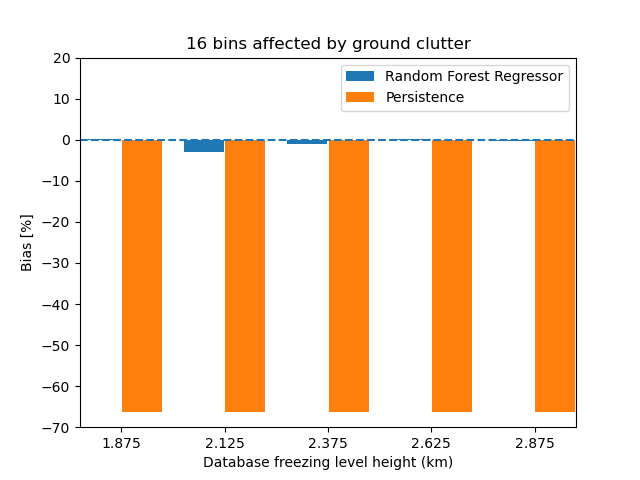 16 bins affected by ground clutter
Random Forest Regressor
Persistence
20
10
0
−10
−20
−30
−40
−50
−60
−70
Bias [%]
1.875 2.125 2.375 2.625 2.875
Database freezing level height (km)